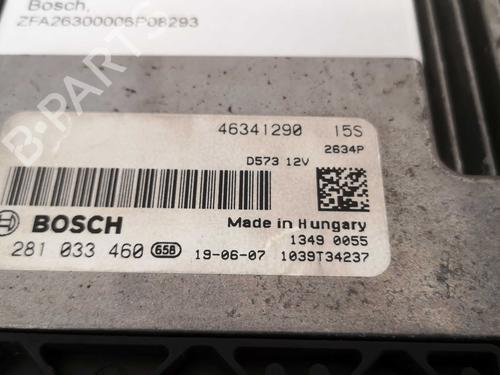 Bosch,
ZFA26300006P08293
B-PARTS
46341290 15S
2634P
D573 12V
BOSCH
Made in Hungary
1349 0055
281 033 460 658 19-06-07 1039T34237